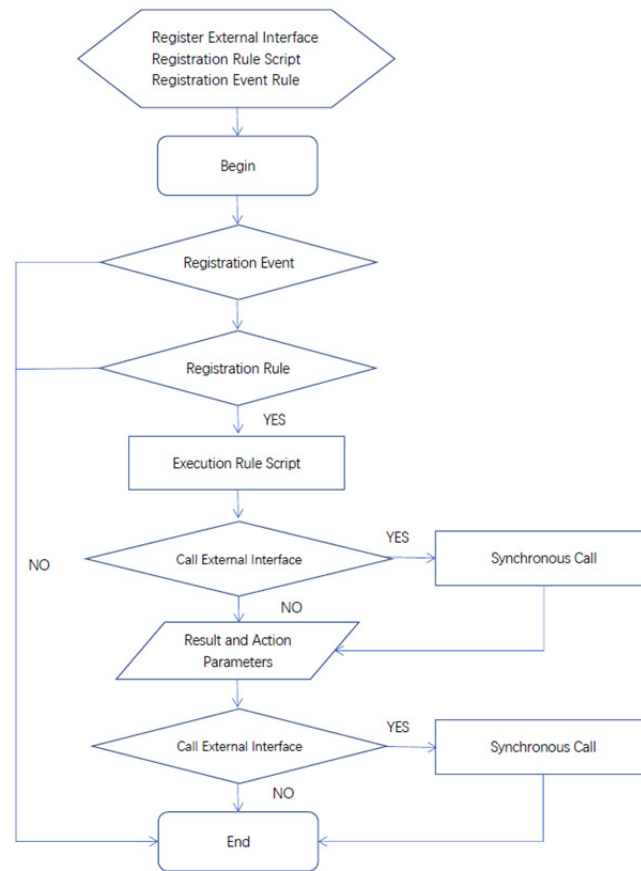 Register External Interface
Registration Rule Script
Registration Event Rule
Begin
Registration Event
Registration Rule
YES
Execution Rule Script
Call External Interface
YES
Synchronous Call
NO
NO
Result and Action
Parameters
Call External Interface
YES
Synchronous Call
NO
End